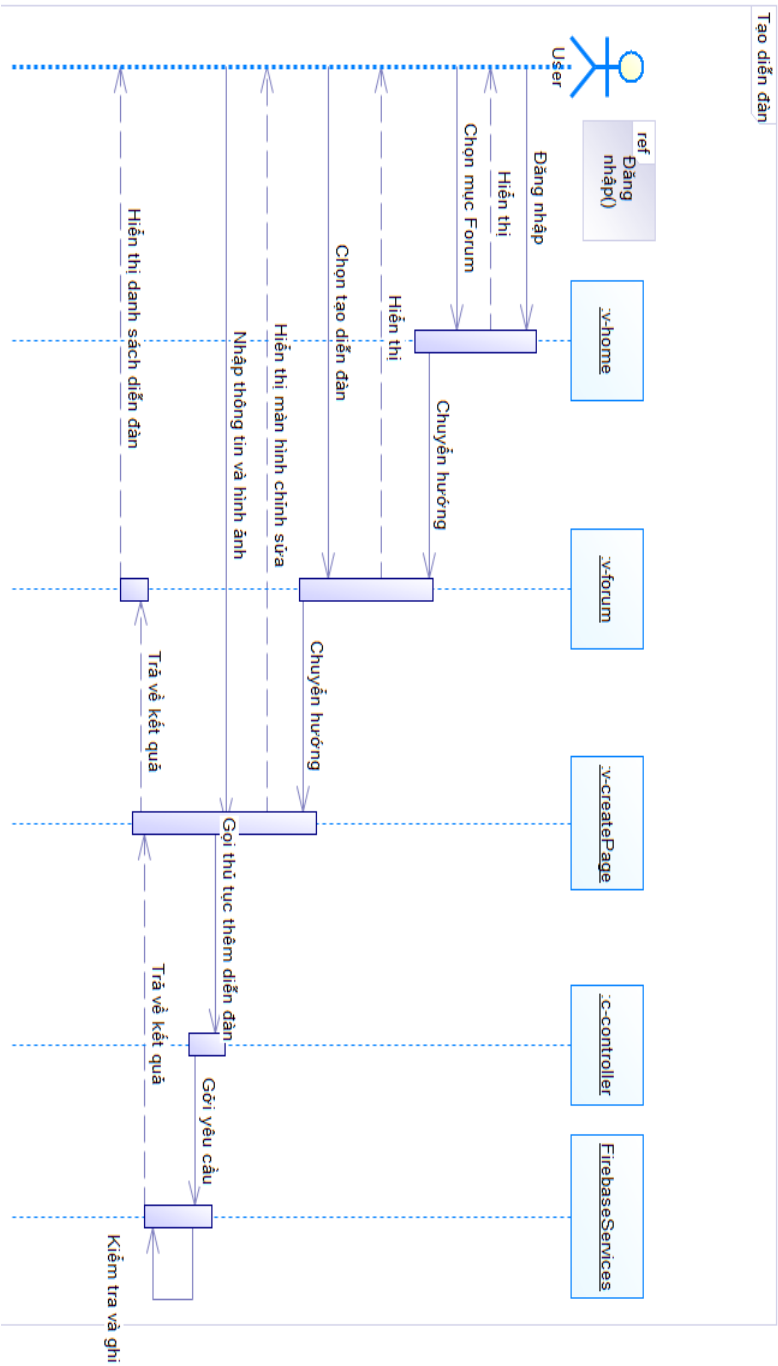 Tạo diễn đàn
User
ref
Đăng
nhập()
:v-home
:v-forum
:v-createPage
:c-controller
FirebaseServices
Đăng nhập
Hiển thị
Chọn mục Forum
Chuyển hướng
Hiển thị
Chọn tạo diễn đàn
Chuyển hướng
Hiển thị màn hình chỉnh sửa
Nhập thông tin và hình ảnh
Gọi thủ tục thêm diễn đàn
Gởi yêu cầu
Kiểm tra và ghi
Trả về kết quả
Trả về kết quả
Hiển thị danh sách diễn đàn